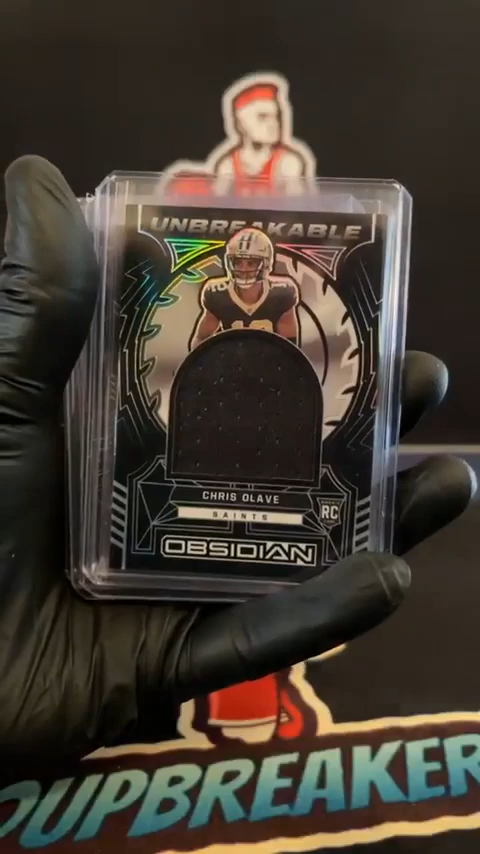 UNBREAKABLE
CHRIS OLAVE
SAINTS
RC
OBSIDIAN
OUPBREAKER